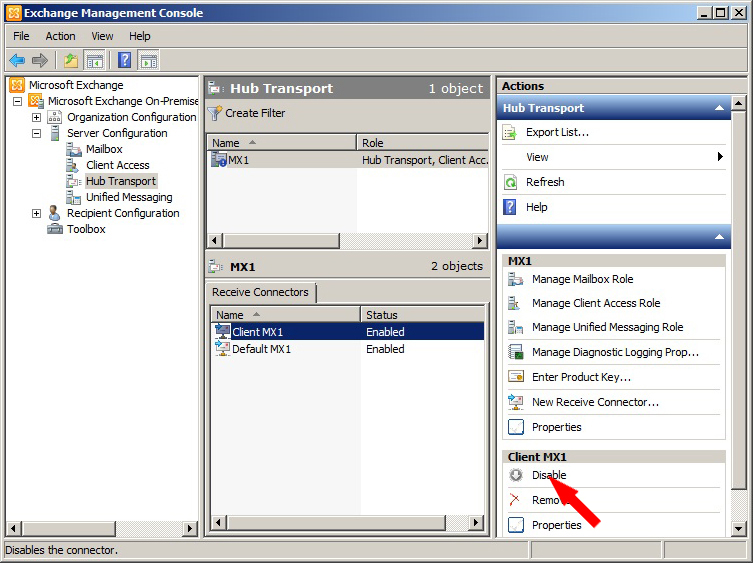 Exchange Management Console
File Action View Help
Microsoft Exchange
Microsoft Exchange On-Premise
Organization Configuration
Server Configuration
Mailbox
Client Access
Hub Transport
Unified Messaging
Recipient Configuration
Toolbox
Hub Transport 1 object
Create Filter
Name Role
MX1 Hub Transport, Client Acc...
MX1 2 objects
Receive Connectors
Name Status
Client MX1 Enabled
Default MX1 Enabled
Actions
Hub Transport
Export List...
View
Refresh
Help
MX1
Manage Mailbox Role
Manage Client Access Role
Manage Unified Messaging Role
Manage Diagnostic Logging Prop...
Enter Product Key...
New Receive Connector...
Properties
Client MX1
Disable
Remov
Properties
Disables the connector.